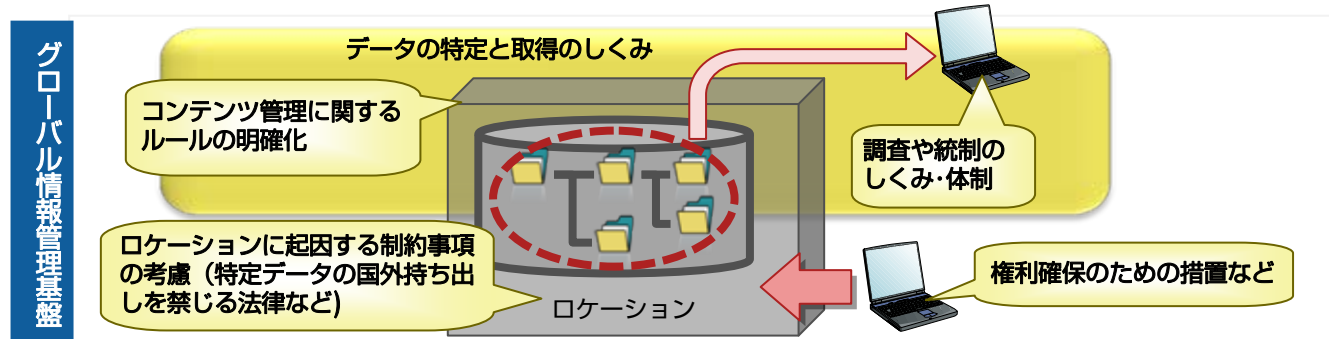 グローバル情報管理基盤
データの特定と取得のしくみ
コンテンツ管理に関する
ルールの明確化
調査や統制の
しくみ・体制
ロケーションに起因する制約事項
の考慮（特定データの国外持ち出
しを禁じる法律など)
ロケーション
権利確保のための措置など